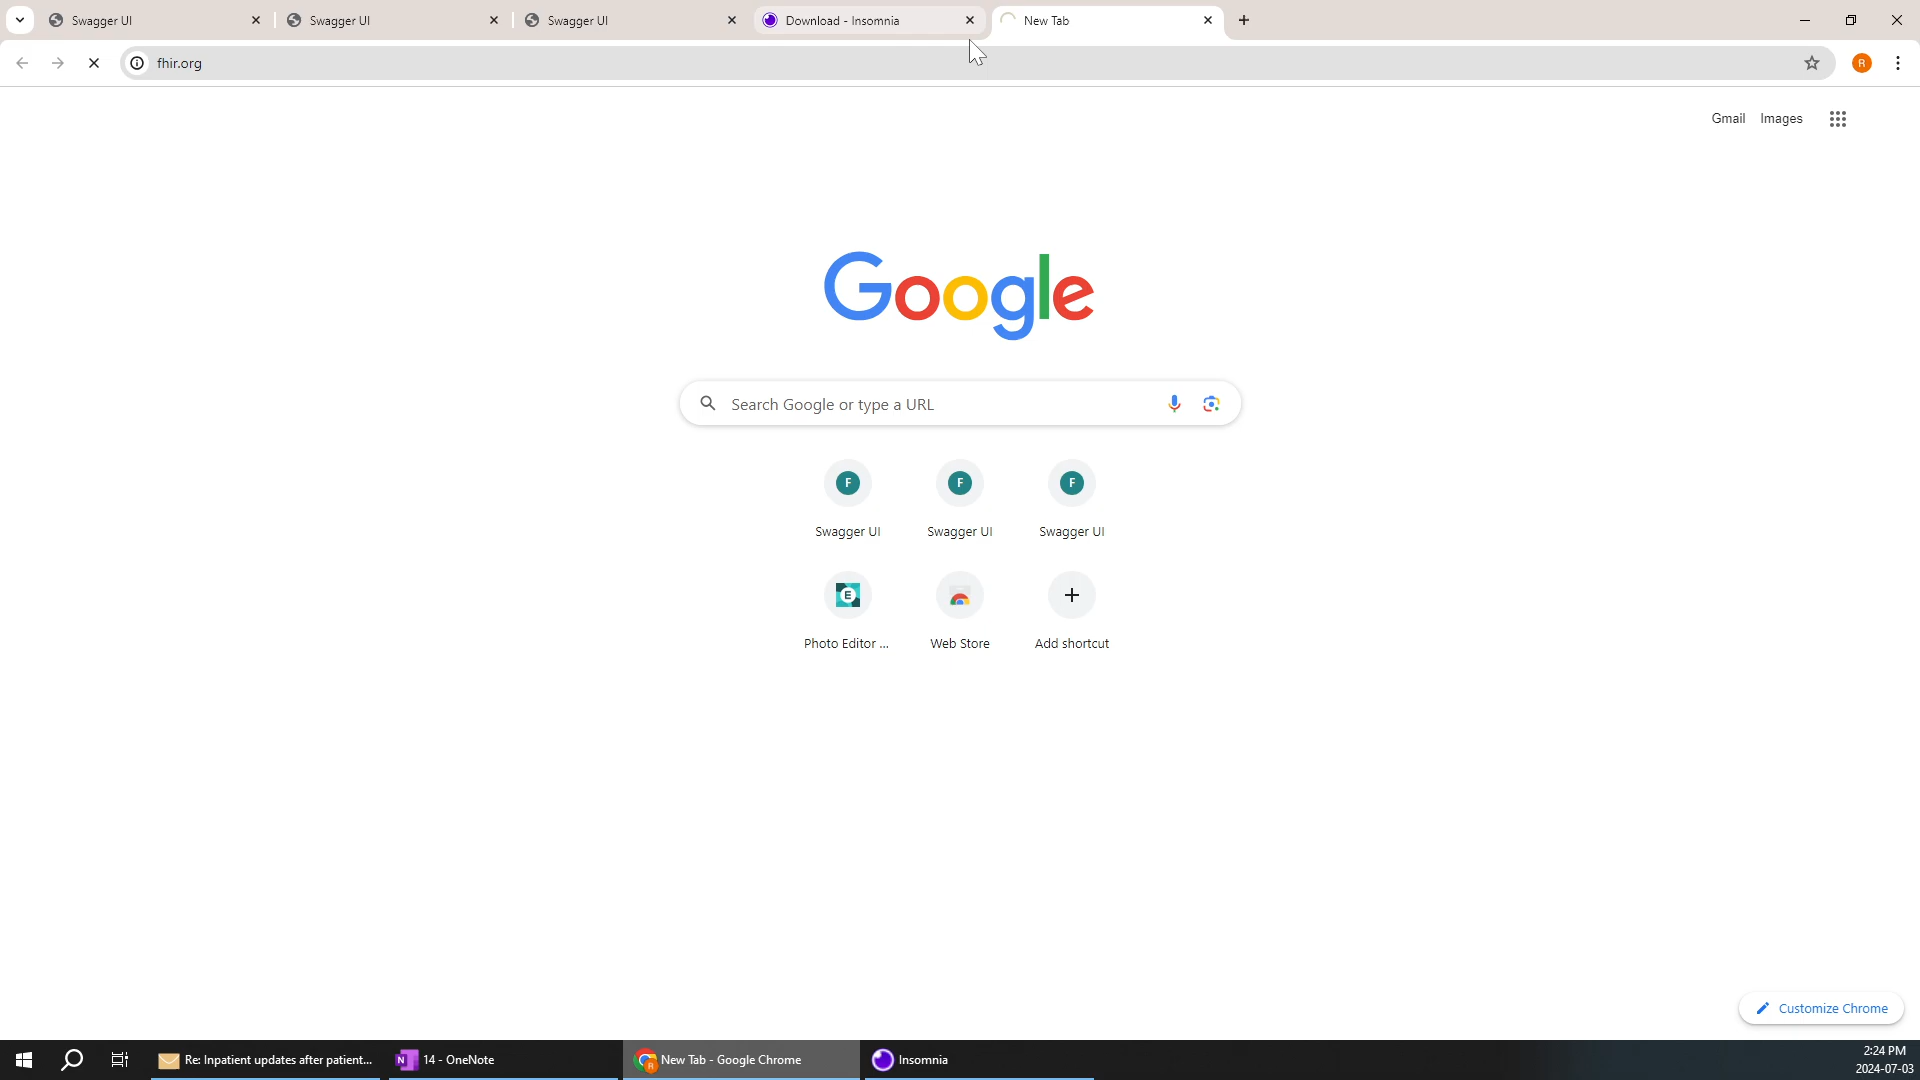 Swagger UI
Swagger UI
Swagger UI
Download - Insomnia
New Tab
fhir.org
R
Gmail
Images
Google
Search Google or type a URL
F
F
F
Swagger UI
Swagger UI
Swagger UI
E
Photo Editor ...
Web Store
Add shortcut
Customize Chrome
Re: Inpatient updates after patient...
N
14 - OneNote
R
New Tab - Google Chrome
Insomnia
2:24 PM
2024-07-03